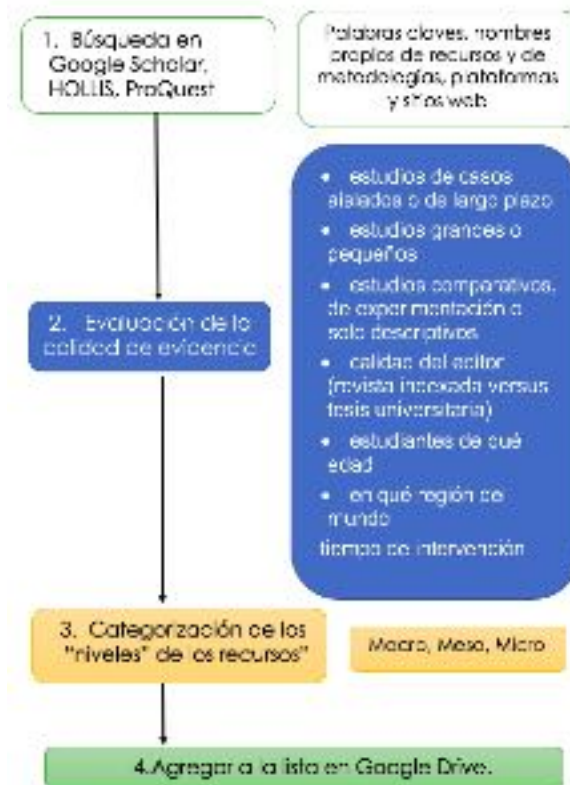 1. Búsqueda en
Google Scholar,
HOLLIS, ProQuest
Palabras claves, nombres
propios de recursos y de
metodologías, plataformas
y sitios web
2. Evaluación de la
calidad de evidencia
• estudios de casos
aislados o de largo plazo
• estudios grandes o
pequeños
• estudios comparativos,
de experimentación o
solo descriptivos
• calidad del editor
(revista indexada versus
tesis universitaria)
• estudiantes de qué
edad
• en qué región de
mundo
tiempo de intervención
3. Categorización de los
"niveles" de los recursos"
Macro, Meso, Micro
4.Agregar a la lista en Google Drive.